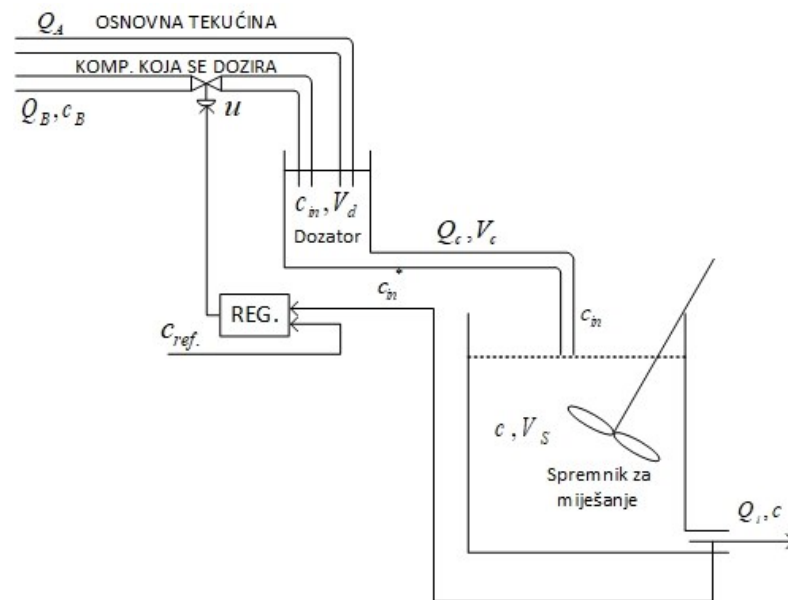 Q_A OSNOVNA TEKUĆINA
KOMP. KOJA SE DOZIRA
Q_B, c_B
u
c_in, V_d
Dozator
Q_c, V_c
c_in
c_in
REG.
c_ref.
c, V_S
Spremnik za
miješanje
Q_i, c